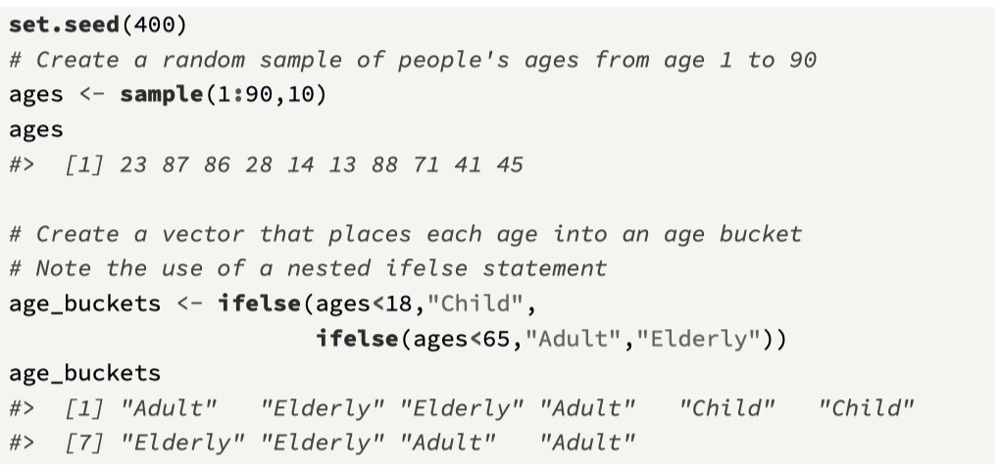 set.seed(400)
# Create a random sample of people's ages from age 1 to 90
ages <- sample(1:90,10)
ages
#>  [1] 23 87 86 28 14 13 88 71 41 45

# Create a vector that places each age into an age bucket
# Note the use of a nested ifelse statement
age_buckets <- ifelse(ages<18,"Child",
                      ifelse(ages<65,"Adult","Elderly"))
age_buckets
#>  [1] "Adult"   "Elderly" "Elderly" "Adult"   "Child"   "Child"
#>  [7] "Elderly" "Elderly" "Adult"   "Adult"